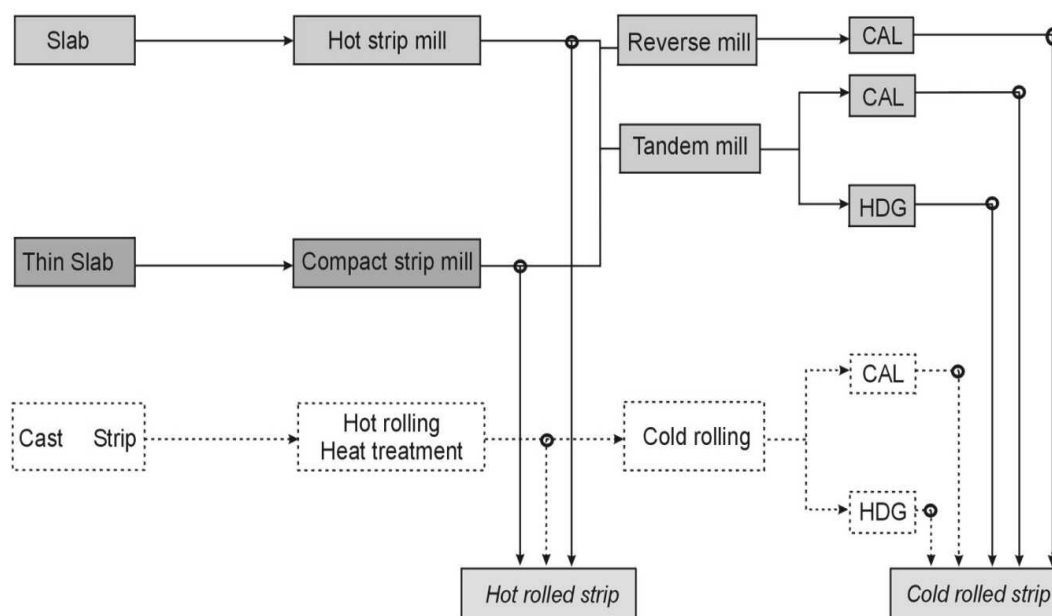 Slab
Hot strip mill
Reverse mill
CAL
CAL
Tandem mill
HDG
Thin Slab
Compact strip mill
CAL
Cast Strip
Hot rolling
Heat treatment
Cold rolling
HDG
Hot rolled strip
Cold rolled strip